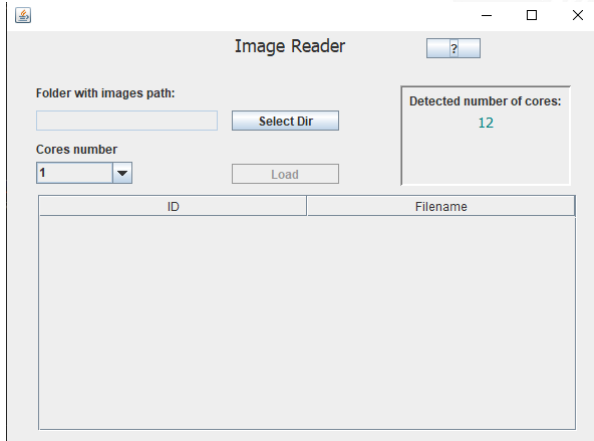 Image Reader
?
Folder with images path:
Select Dir
Detected number of cores:
12
Cores number
1
Load
ID
Filename